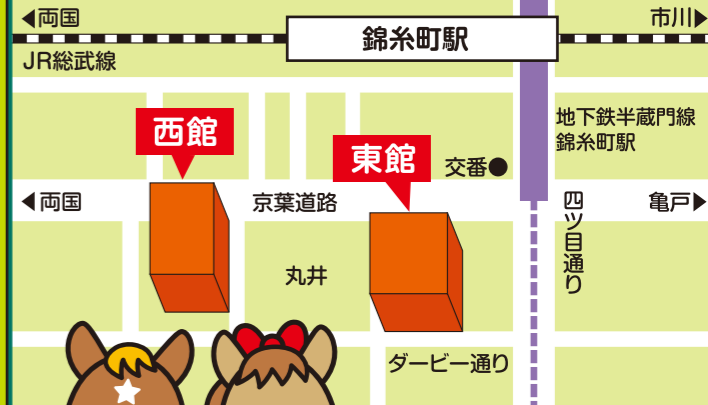 ◀両国
市川▶
錦糸町駅
JR総武線
地下鉄半蔵門線
錦糸町駅
西館
東館
交番●
◀両国
京葉道路
四ツ目通り
亀戸▶
丸井
ダービー通り